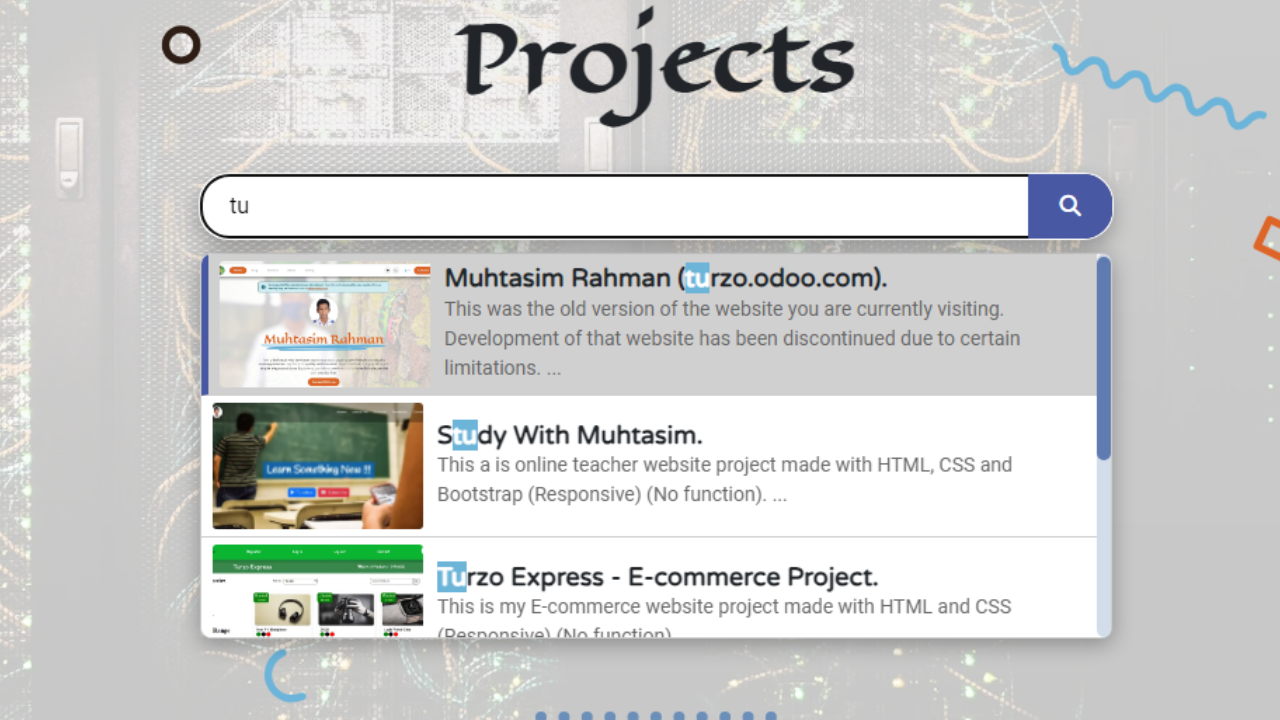 Projects
tu
Muhtasim Rahman (turzo.odoo.com).
This was the old version of the website you are currently visiting.
Development of that website has been discontinued due to certain
limitations. ...
Muhtasim Rahman
Study With Muhtasim.
This a is online teacher website project made with HTML, CSS and
Bootstrap (Responsive) (No function). ...
Learn Something New !!
Turzo Express - E-commerce Project.
This is my E-commerce website project made with HTML and CSS
(Responsive) (No function)
Turzo Express